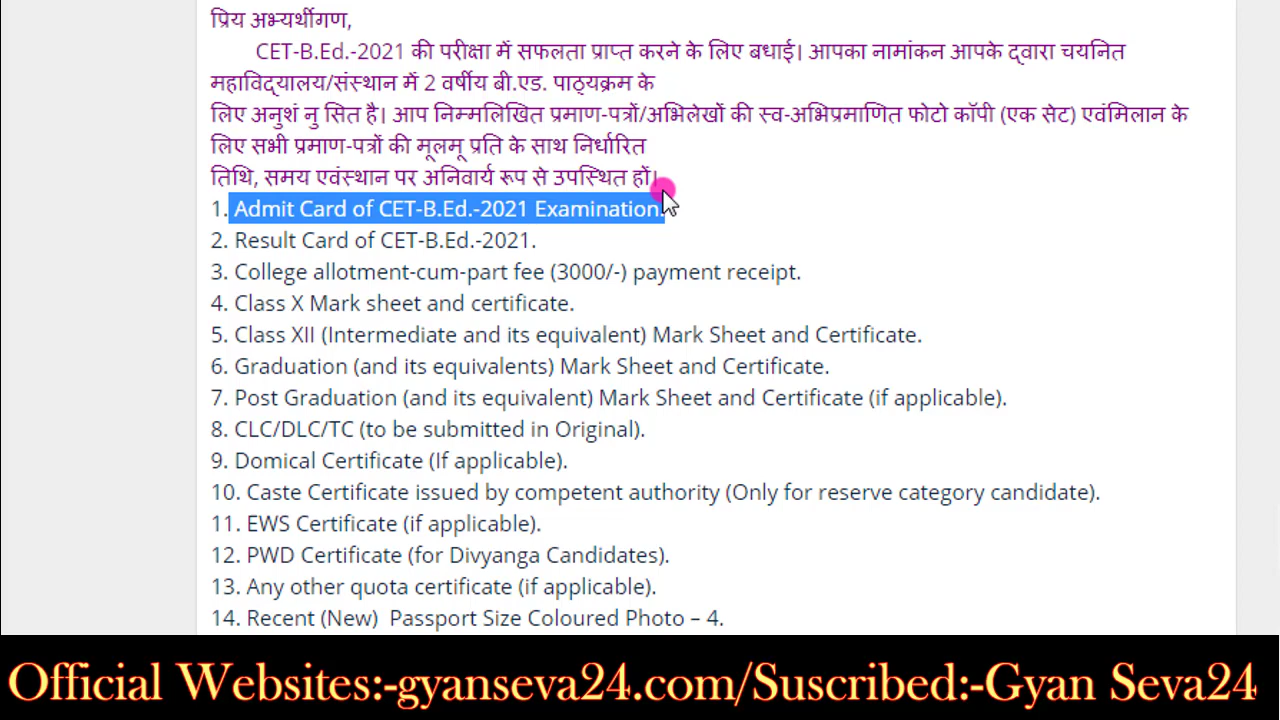 प्रिय अभ्यर्थीगण,
CET-B.Ed.-2021 की परीक्षा में सफलता प्राप्त करने के लिए बधाई। आपका नामांकन आपके द्वारा चयनित
महाविद्यालय/संस्थान में 2 वर्षीय बी.एड. पाठ्यक्रम के
लिए अनुशं नु सित है। आप निम्मलिखित प्रमाण-पत्रों/अभिलेखों की स्व-अभिप्रमाणित फोटो कॉपी (एक सेट) एवंमिलान के
लिए सभी प्रमाण-पत्रों की मूलमू प्रति के साथ निर्धारित
तिथि, समय एवंस्थान पर अनिवार्य रूप से उपस्थित हों।
1. Admit Card of CET-B.Ed.-2021 Examination.
2. Result Card of CET-B.Ed.-2021.
3. College allotment-cum-part fee (3000/-) payment receipt.
4. Class X Mark sheet and certificate.
5. Class XII (Intermediate and its equivalent) Mark Sheet and Certificate.
6. Graduation (and its equivalents) Mark Sheet and Certificate.
7. Post Graduation (and its equivalent) Mark Sheet and Certificate (if applicable).
8. CLC/DLC/TC (to be submitted in Original).
9. Domical Certificate (If applicable).
10. Caste Certificate issued by competent authority (Only for reserve category candidate).
11. EWS Certificate (if applicable).
12. PWD Certificate (for Divyanga Candidates).
13. Any other quota certificate (if applicable).
14. Recent (New) Passport Size Coloured Photo – 4.
Official Websites:-gyanseva24.com/Suscribed:-Gyan Seva24